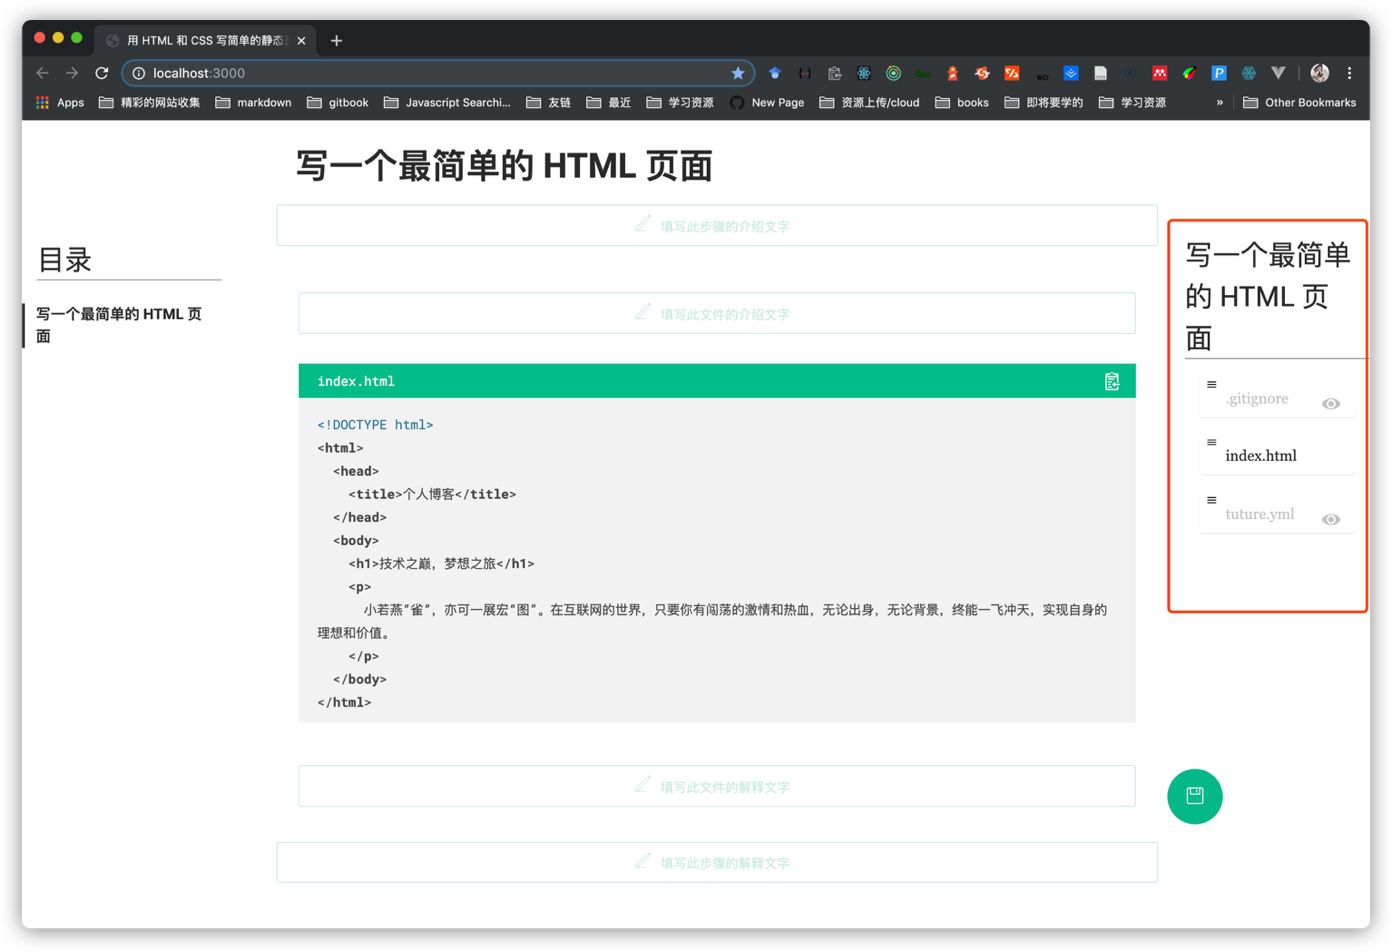 用 HTML 和 CSS 写简单的静态
localhost:3000
Apps
精彩的网站收集
markdown
gitbook
Javascript Searchi...
友链
最近
学习资源
New Page
资源上传/cloud
books
即将要学的
学习资源
»
Other Bookmarks
写一个最简单的 HTML 页面
填写此步骤的介绍文字
目录
写一个最简单的 HTML 页
面
填写此文件的介绍文字
index.html
<!DOCTYPE html>
<html>
<head>
<title>个人博客</title>
</head>
<body>
<h1>技术之巅，梦想之旅</h1>
<p>
小若燕“雀”，亦可一展宏“图”。在互联网的世界，只要你有闯荡的激情和热血，无论出身，无论背景，终能一飞冲天，实现自身的
理想和价值。
</p>
</body>
</html>
填写此文件的解释文字
填写此步骤的解释文字
写一个最简单
的 HTML 页
面
.gitignore
index.html
tuture.yml